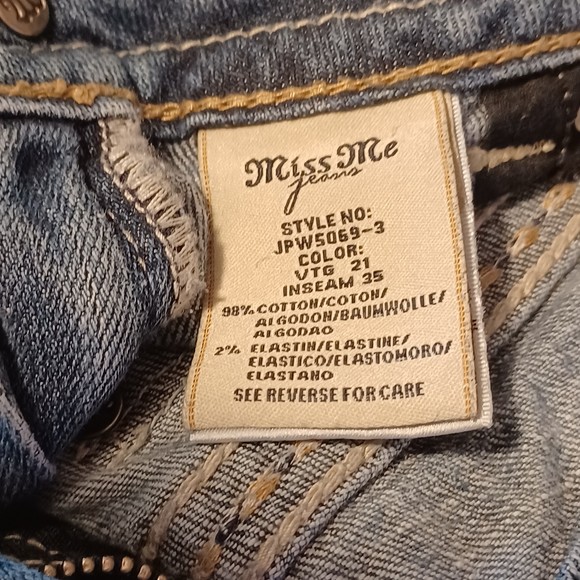 Miss Me
jeans
STYLE NO:
JPW5069-3
COLOR:
VTG 21
INSEAM 35
98% COTTON/COTON/
ALGODON/BAUMWOLLE/
ALGODAO
2% ELASTIN/ELASTINE/
ELASTICO/ELASTOMORO/
ELASTANO
SEE REVERSE FOR CARE